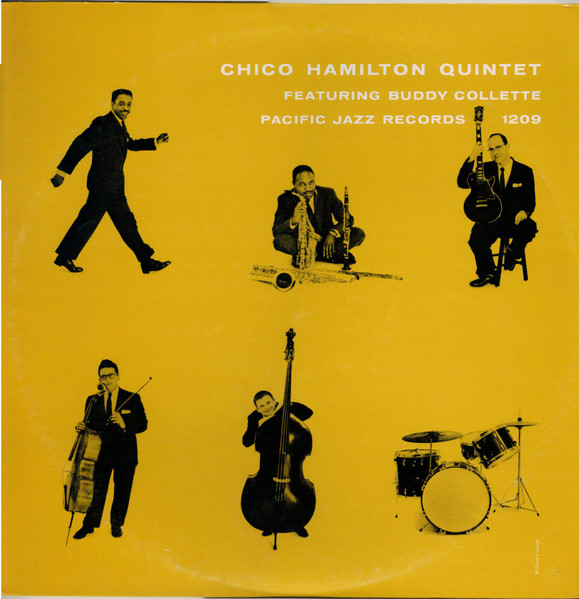 CHICO HAMILTON QUINTET
FEATURING BUDDY COLLETTE
PACIFIC JAZZ RECORDS 1209